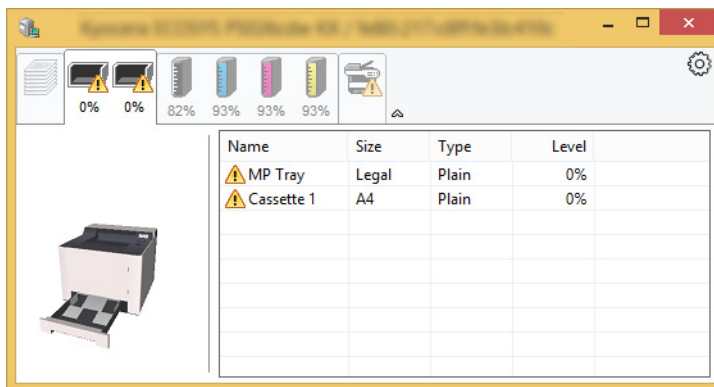 0% 0% 82% 93% 93% 93%
Name Size Type Level
MP Tray Legal Plain 0%
Cassette 1 A4 Plain 0%